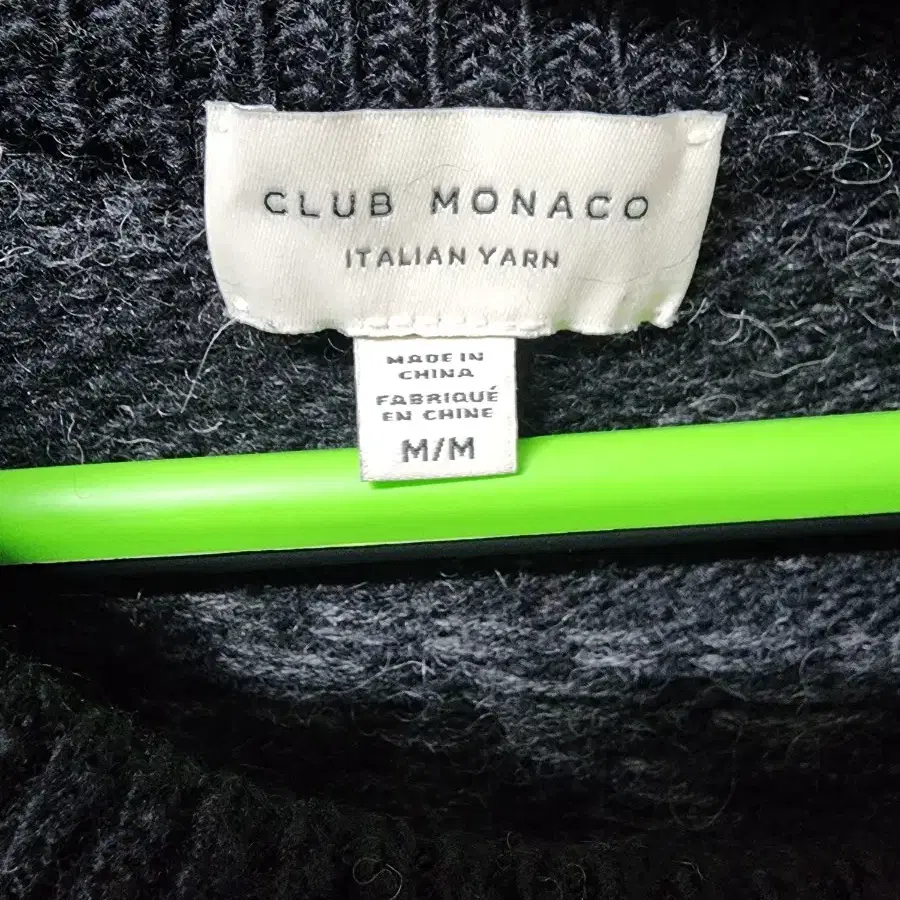 CLUB MONACO
ITALIAN YARN
MADE IN
CHINA
FABRIQUÉ
EN CHINE
M/M